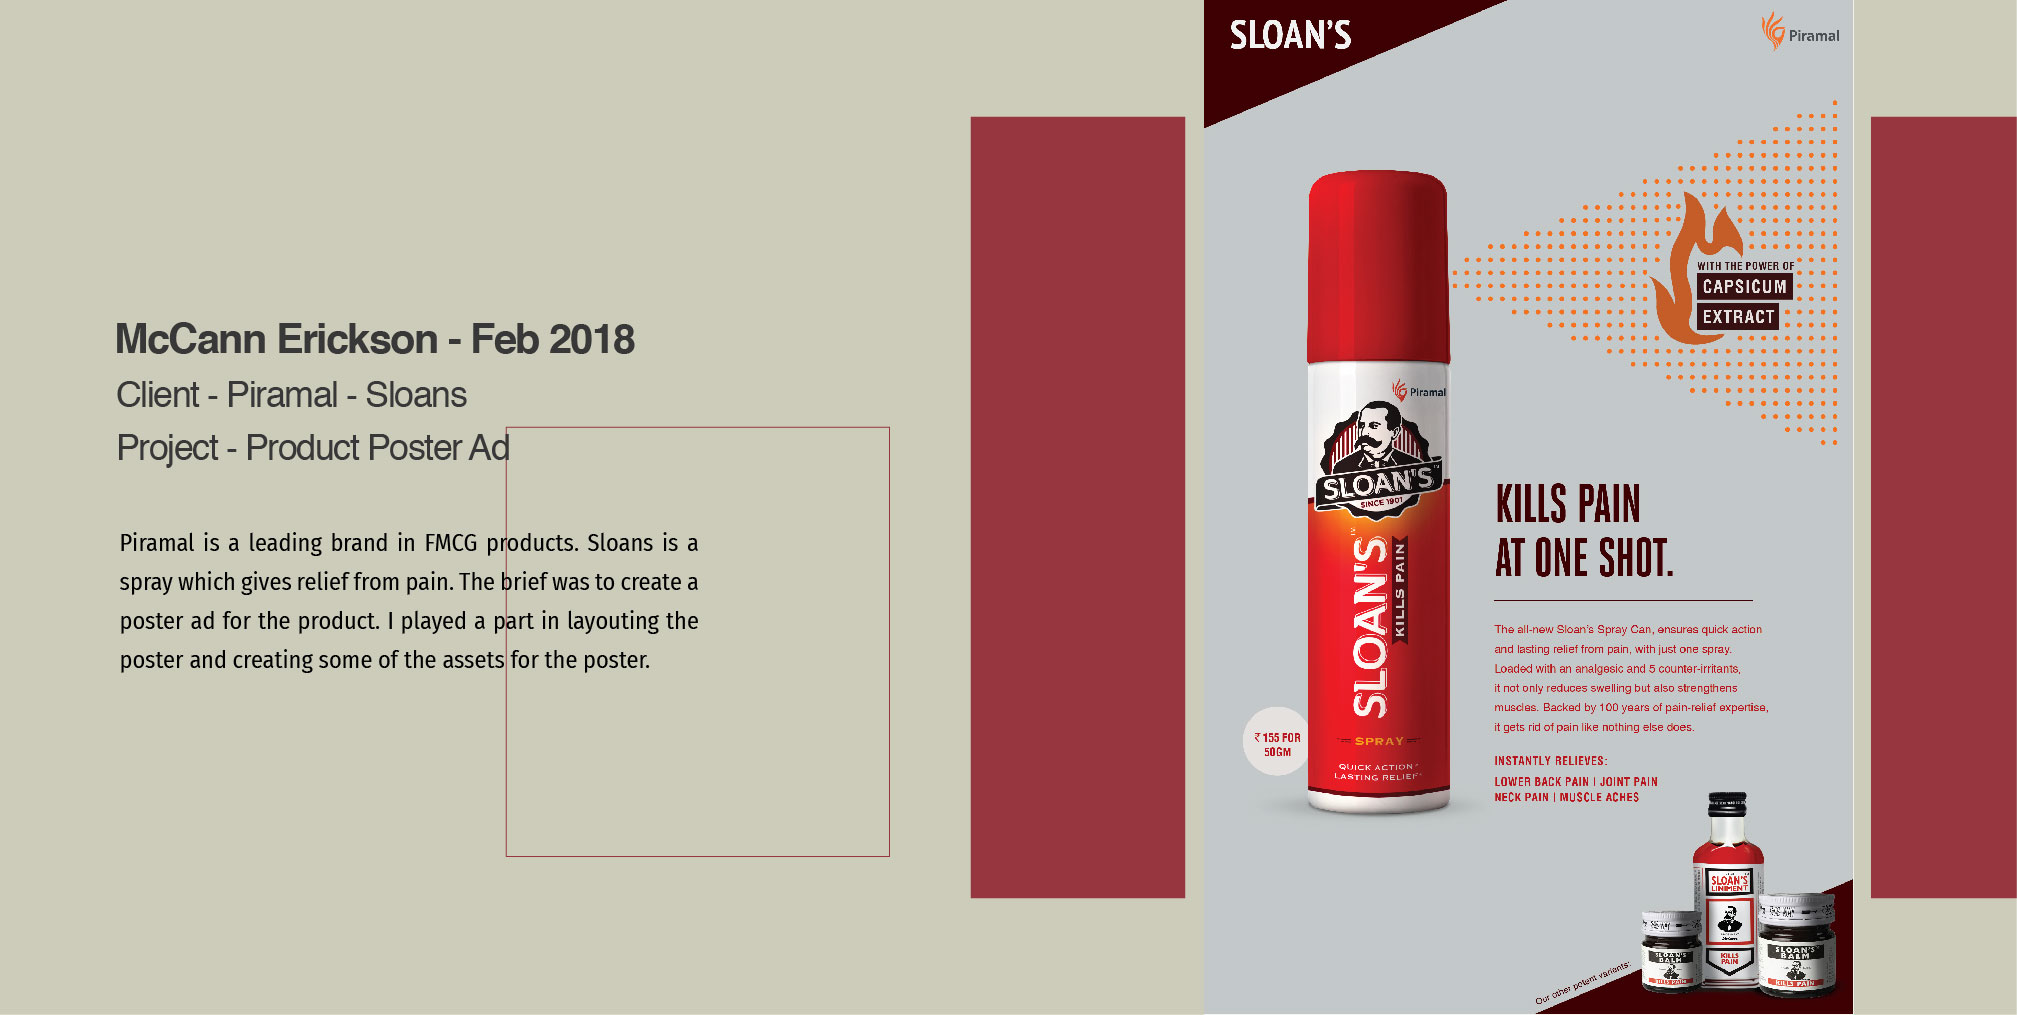 McCann Erickson - Feb 2018
Client - Piramal - Sloans
Project - Product Poster Ad
Piramal is a leading brand in FMCG products. Sloans is a
spray which gives relief from pain. The brief was to create a
poster ad for the product. I played a part in layouting the
poster and creating some of the assets for the poster.
SLOAN'S
Piramal
WITH THE POWER OF
CAPSICUM
EXTRACT
Piramal
SLOAN'S™
SINCE 1901
SLOAN'S™
KILLS PAIN
SPRAY
QUICK ACTION*
LASTING RELIEF*
₹ 155 FOR
50GM
KILLS PAIN
AT ONE SHOT.
The all-new Sloan's Spray Can, ensures quick action
and lasting relief from pain, with just one spray.
Loaded with an analgesic and 5 counter-irritants,
it not only reduces swelling but also strengthens
muscles. Backed by 100 years of pain-relief expertise,
it gets rid of pain like nothing else does.
INSTANTLY RELIEVES:
LOWER BACK PAIN | JOINT PAIN
NECK PAIN | MUSCLE ACHES
Our other potent variants:
SLOAN'S
LINIMENT
KILLS
PAIN
SLOAN'S
BALM
KILLS PAIN
SLOAN'S
BALM
KILLS PAIN